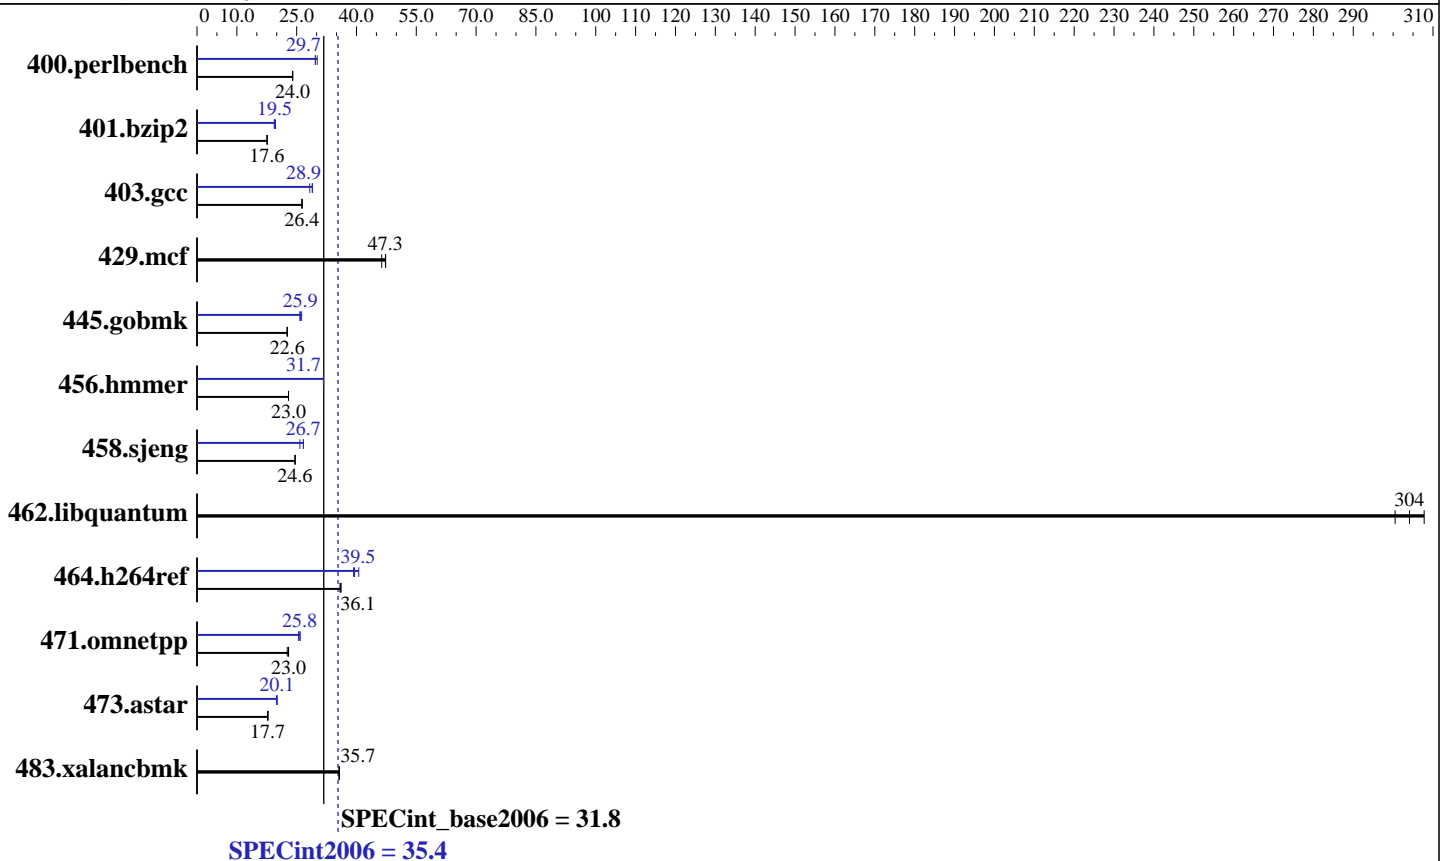 0 10.0 25.0 40.0 55.0 70.0 85.0 100 110 120 130 140 150 160 170 180 190 200 210 220 230 240 250 260 270 280 290 310
29.7
400.perlbench
24.0
19.5
401.bzip2
17.6
28.9
403.gcc
26.4
47.3
429.mcf
25.9
445.gobmk
22.6
31.7
456.hmmer
23.0
26.7
458.sjeng
24.6
304
462.libquantum
39.5
464.h264ref
36.1
25.8
471.omnetpp
23.0
20.1
473.astar
17.7
35.7
483.xalancbmk
SPECint_base2006 = 31.8
SPECint2006 = 35.4